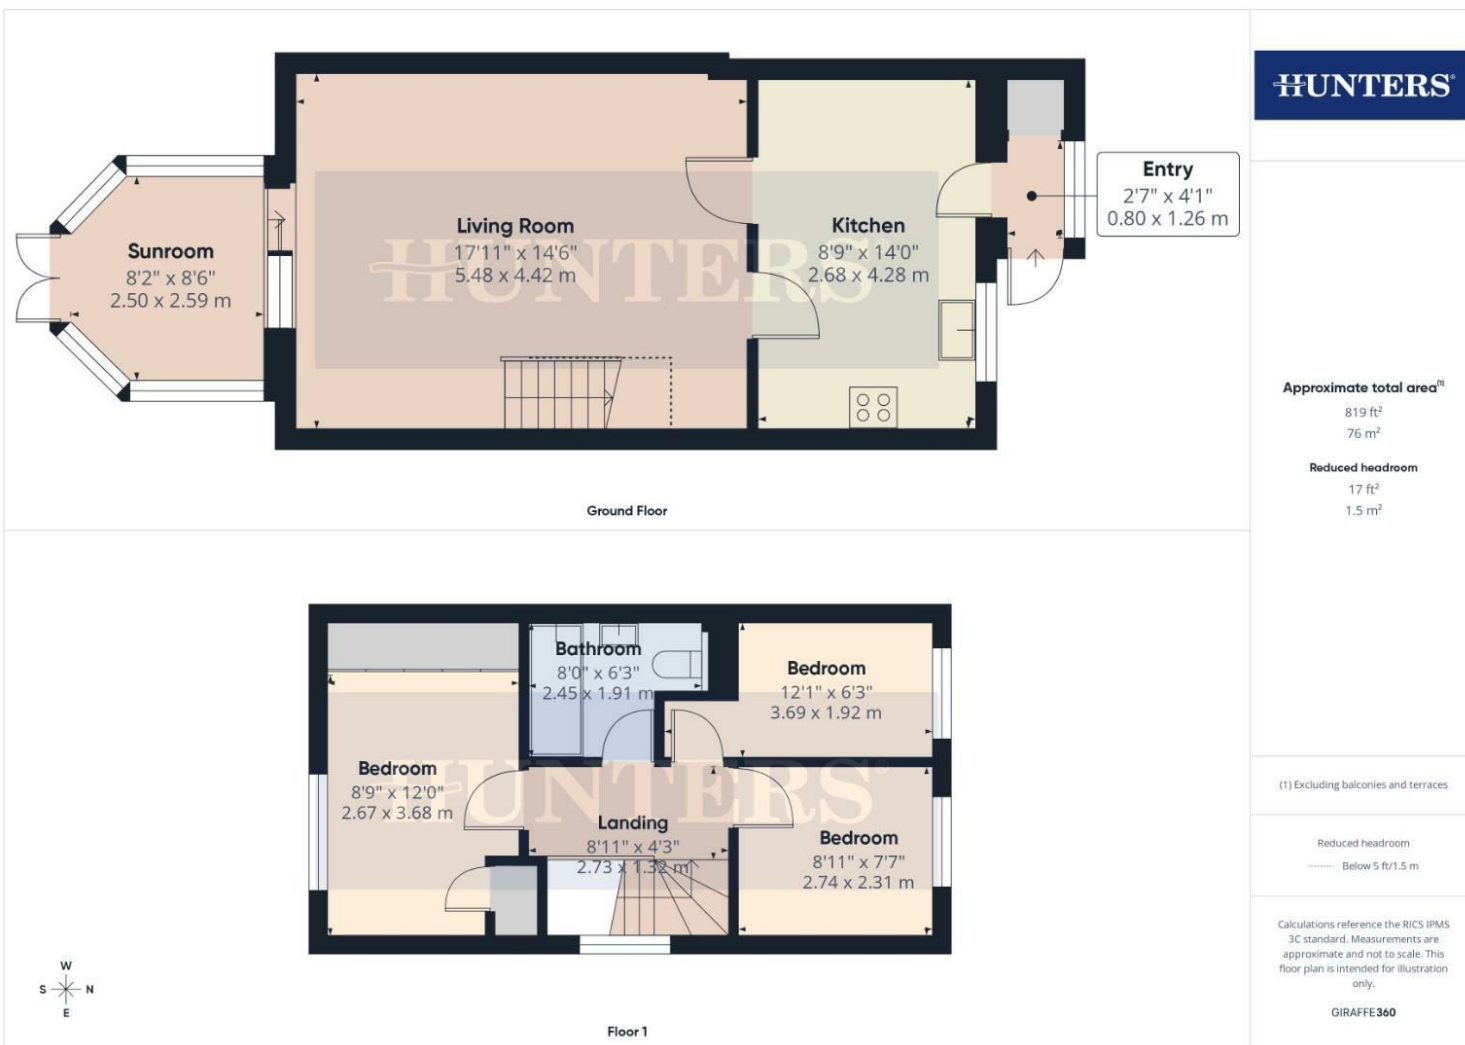 HUNTERS®
Entry
2'7" x 4'1"
0.80 x 1.26 m
Living Room
17'11" x 14'6"
5.48 x 4.42 m
Kitchen
8'9" x 14'0"
2.68 x 4.28 m
Sunroom
8'2" x 8'6"
2.50 x 2.59 m
HUNTERS
Ground Floor
Approximate total area(1)
819 ft²
76 m²
Reduced headroom
17 ft²
1.5 m²
Bathroom
8'0" x 6'3"
2.45 x 1.91 m
Bedroom
12'1" x 6'3"
3.69 x 1.92 m
Bedroom
8'9" x 12'0"
2.67 x 3.68 m
HUNTERS®
Landing
8'11" x 4'3"
2.73 x 1.32 m
Bedroom
8'11" x 7'7"
2.74 x 2.31 m
W
S N
E
Floor 1
(1) Excluding balconies and terraces
Reduced headroom
Below 5 ft/1.5 m
Calculations reference the RICS IPMS
3C standard. Measurements are
approximate and not to scale. This
floor plan is intended for illustration
only.
GIRAFFE360